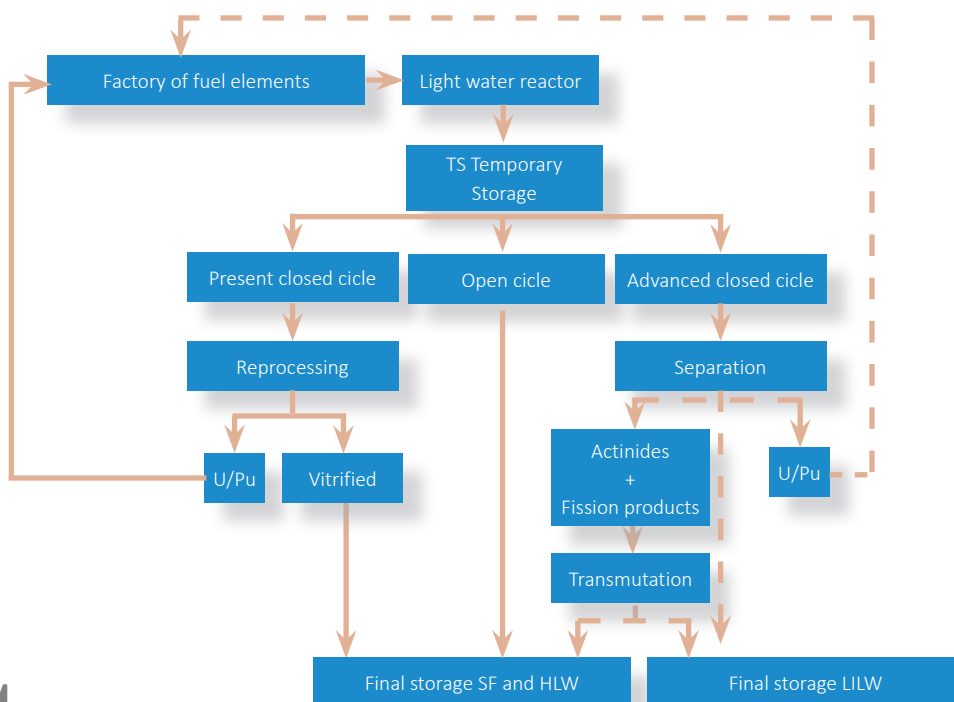 Factory of fuel elements
Light water reactor
TS Temporary
Storage
Present closed cicle
Open cicle
Advanced closed cicle
Reprocessing
Separation
U/Pu
Vitrified
Actinides
+
Fission products
U/Pu
Transmutation
Final storage SF and HLW
Final storage LILW